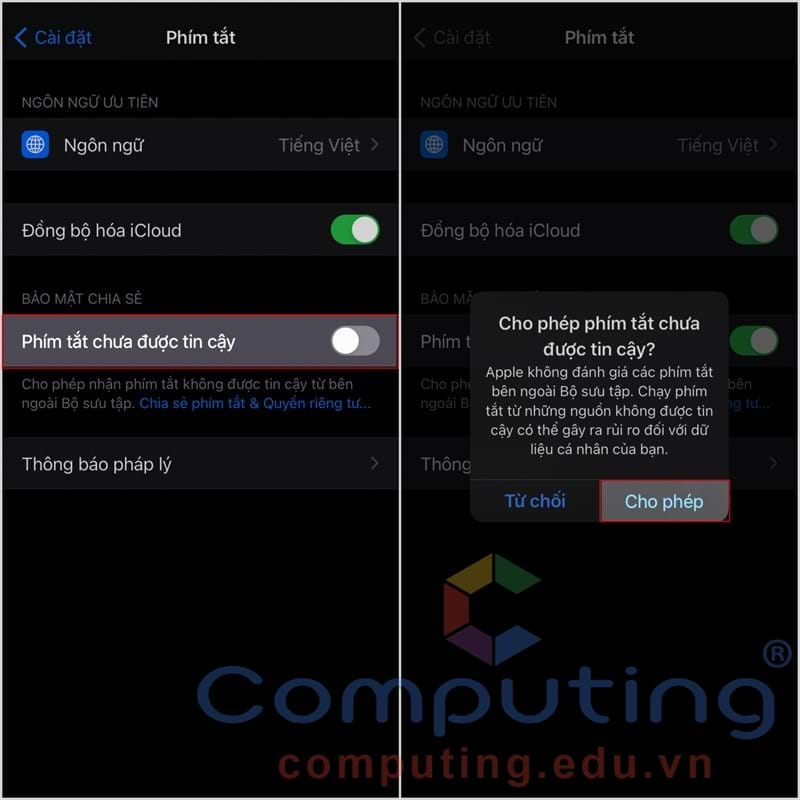 Cài đặt
Phím tắt
NGÔN NGỮ ƯU TIÊN
Ngôn ngữ
Tiếng Việt
Đồng bộ hóa iCloud
BẢO MẬT CHIA SẺ
Phím tắt chưa được tin cậy
Cho phép nhận phím tắt không được tin cậy từ bên
ngoài Bộ sưu tập. Chia sẻ phím tắt & Quyền riêng tư...
Thông báo pháp lý
Cài đặt
Phím tắt
NGÔN NGỮ ƯU TIÊN
Ngôn ngữ
Tiếng Việt
Đồng bộ hóa iCloud
BẢO MẬ
Phím t
Cho ph
bên
ngoài B
ng tư...
Thông
Cho phép phím tắt chưa
được tin cậy?
Apple không đánh giá các phím tắt
bên ngoài Bộ sưu tập. Chạy phím
tắt từ những nguồn không được tin
cậy có thể gây ra rủi ro đối với dữ
liệu cá nhân của bạn.
Từ chối
Cho phép
Computing®
computing.edu.vn